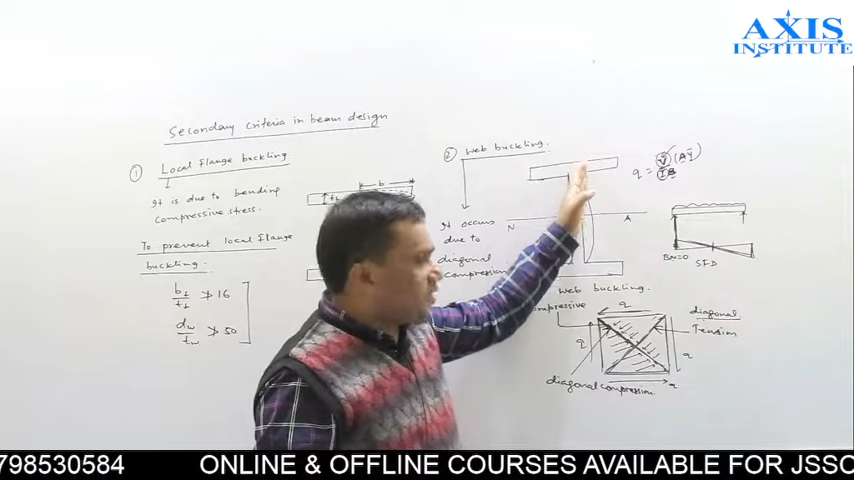 AXIS
INSTITUTE
Secondary criteria in beam design
① Local flange buckling
It is due to bending
compressive stress.
To prevent local flange
buckling.
bf/tf ≯ 16
dw/tw ≯ 50
b
② Web buckling.
It occurs
due to
diagonal
compression
N
A
Web buckling.
q = V(AȲ)/IB
BM=0
SFD
q
q
q
q
diagonal
Tension
diagonal compression.
798530584
ONLINE & OFFLINE COURSES AVAILABLE FOR JSSC